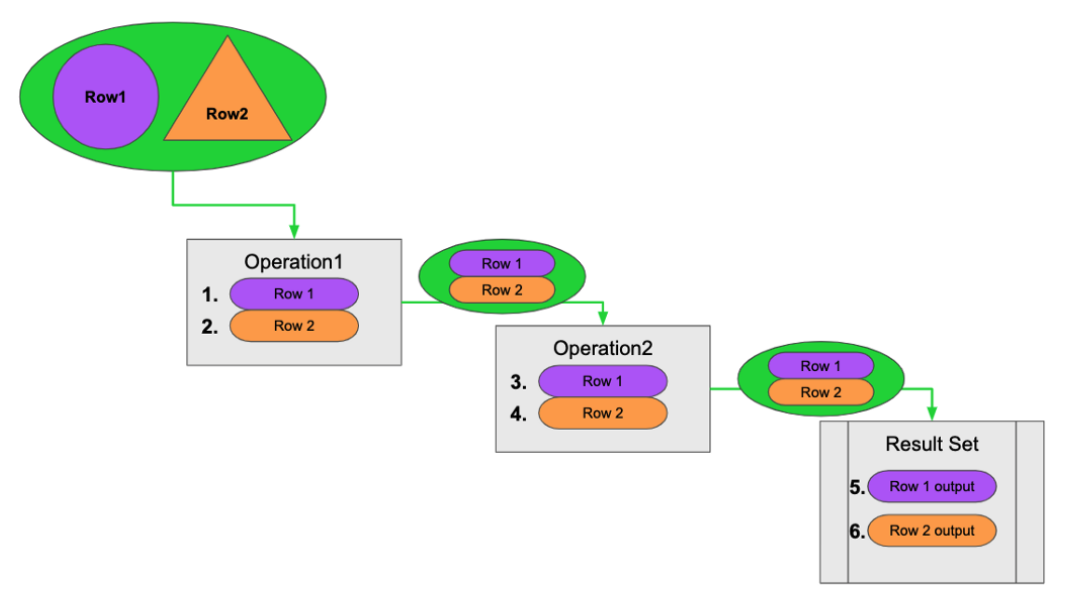 Row1
Row2
Operation1
1. Row 1
2. Row 2
Row 1
Row 2
Operation2
3. Row 1
4. Row 2
Row 1
Row 2
Result Set
5. Row 1 output
6. Row 2 output